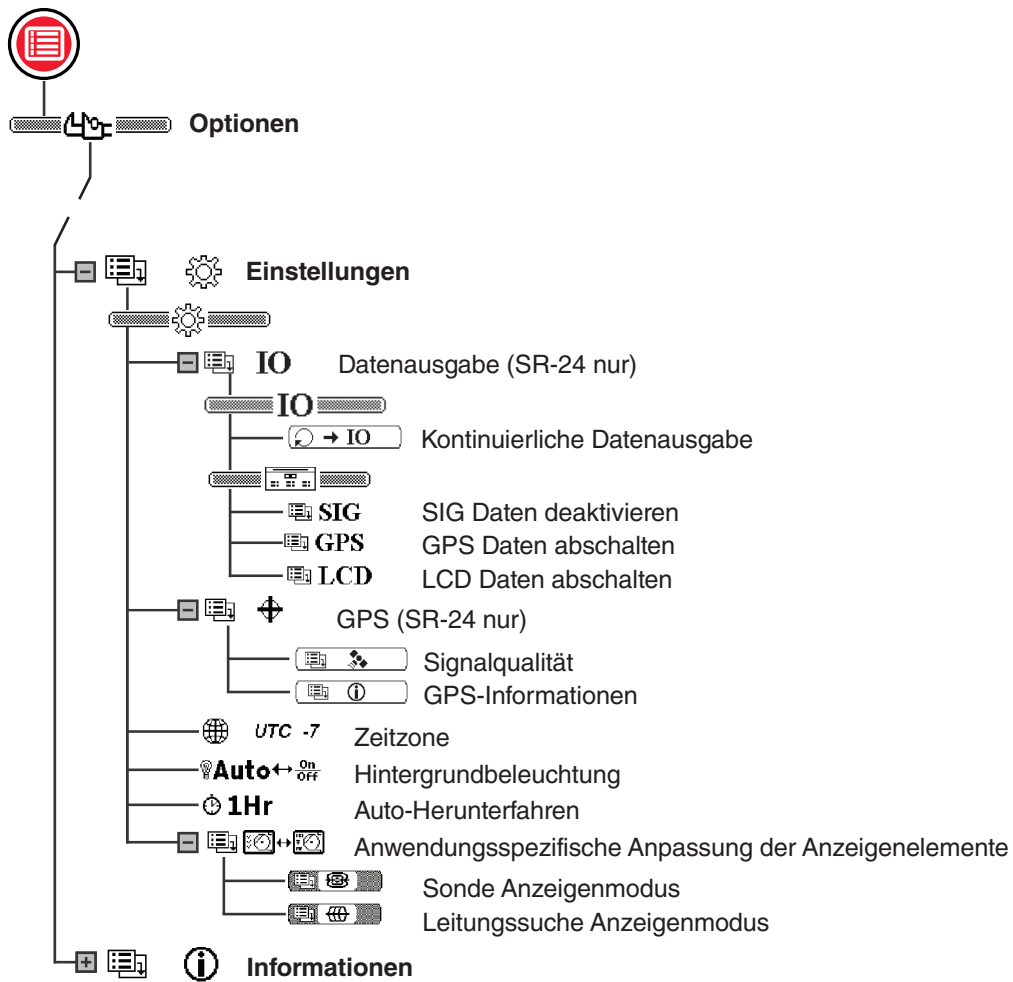 Optionen
Einstellungen
IO Datenausgabe (SR-24 nur)
IO
IO Kontinuierliche Datenausgabe
SIG SIG Daten deaktivieren
GPS GPS Daten abschalten
LCD LCD Daten abschalten
GPS (SR-24 nur)
Signalqualität
GPS-Informationen
UTC -7 Zeitzone
Auto On Off Hintergrundbeleuchtung
1Hr Auto-Herunterfahren
Anwendungsspezifische Anpassung der Anzeigenelemente
Sonde Anzeigenmodus
Leitungssuche Anzeigenmodus
Informationen